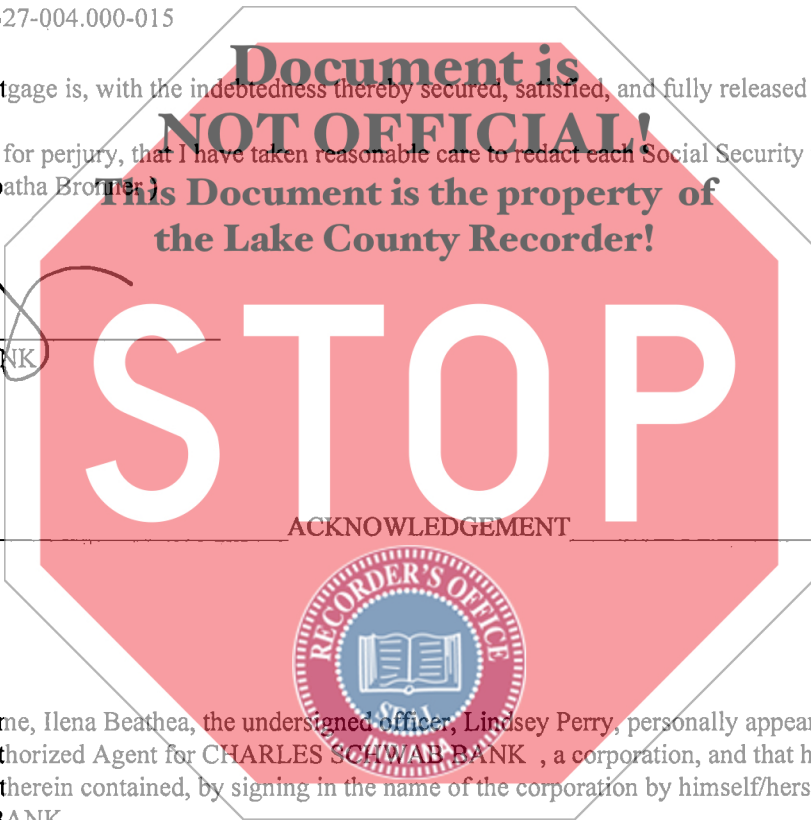 -27-004.000-015
Document is
tgage is, with the indebtedness thereby secured, satisfied, and fully released
NOT OFFICIAL!
for perjury, that I have taken reasonable care to redact each Social Security
This Document is the property of
the Lake County Recorder!
NK
STOP
ACKNOWLEDGEMENT
RECORDER'S OFFICE
SEAL
INDIANA
me, Ilena Beathea, the undersigned officer, Lindsey Perry, personally appear
thorized Agent for CHARLES SCHWAB BANK , a corporation, and that h
therein contained, by signing in the name of the corporation by himself/hers
BANK